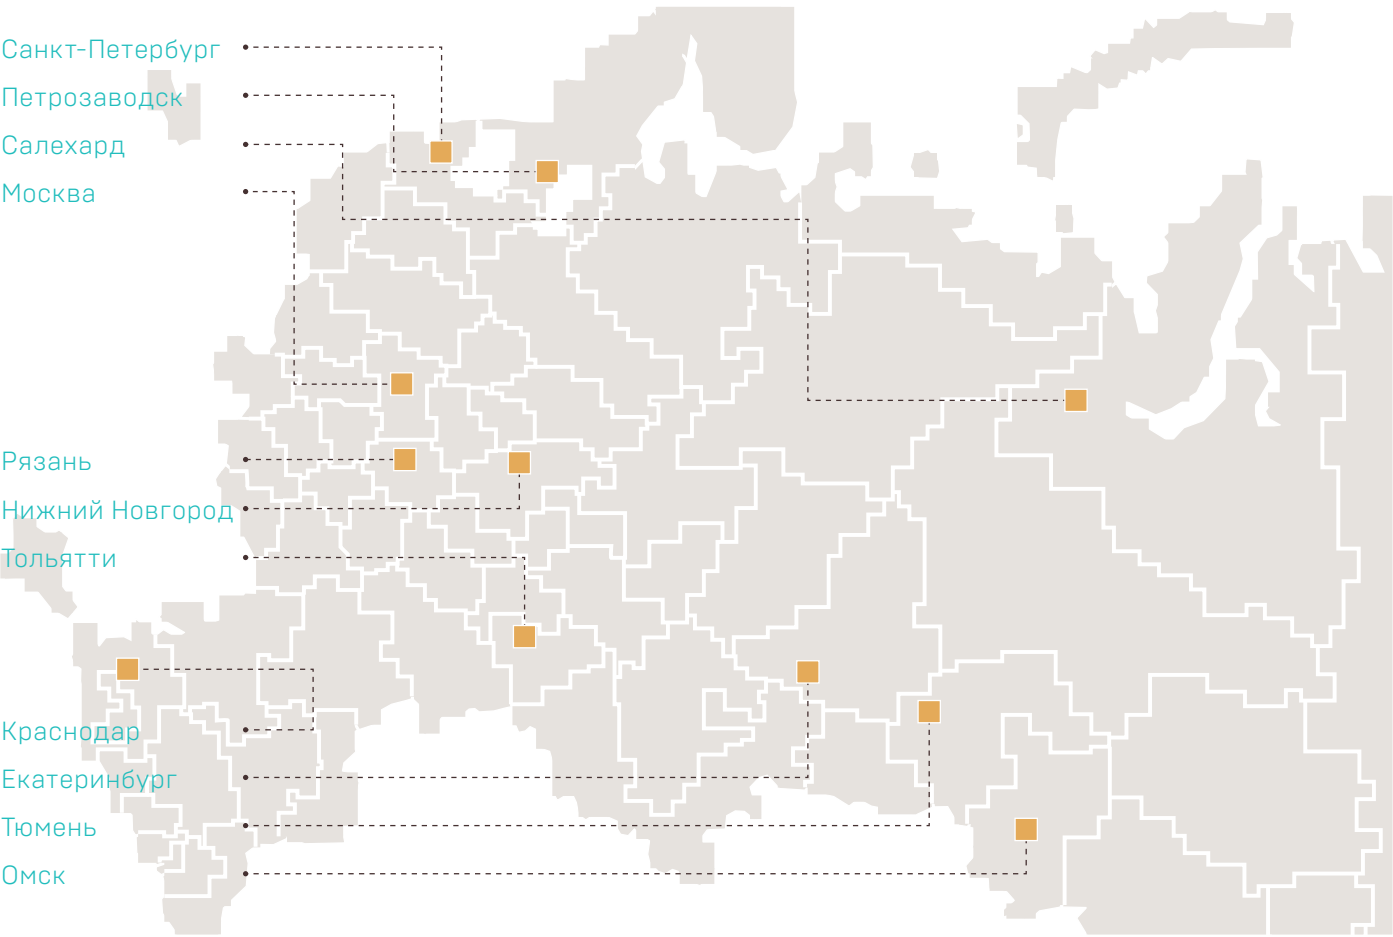 Санкт-Петербург
Петрозаводск
Салехард
Москва
Рязань
Нижний Новгород
Тольятти
Краснодар
Екатеринбург
Тюмень
Омск